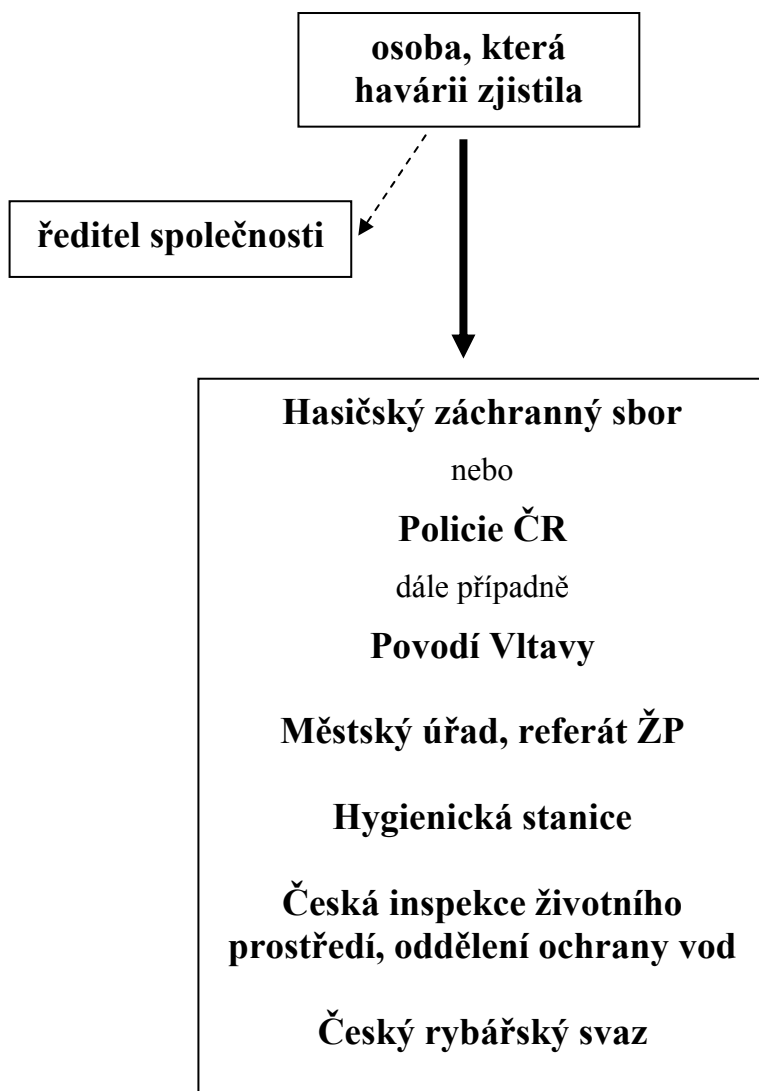 osoba, která
havárii zjistila
ředitel společnosti
Hasičský záchranný sbor
nebo
Policie ČR
dále případně
Povodí Vltavy
Městský úřad, referát ŽP
Hygienická stanice
Česká inspekce životního
prostředí, oddělení ochrany vod
Český rybářský svaz